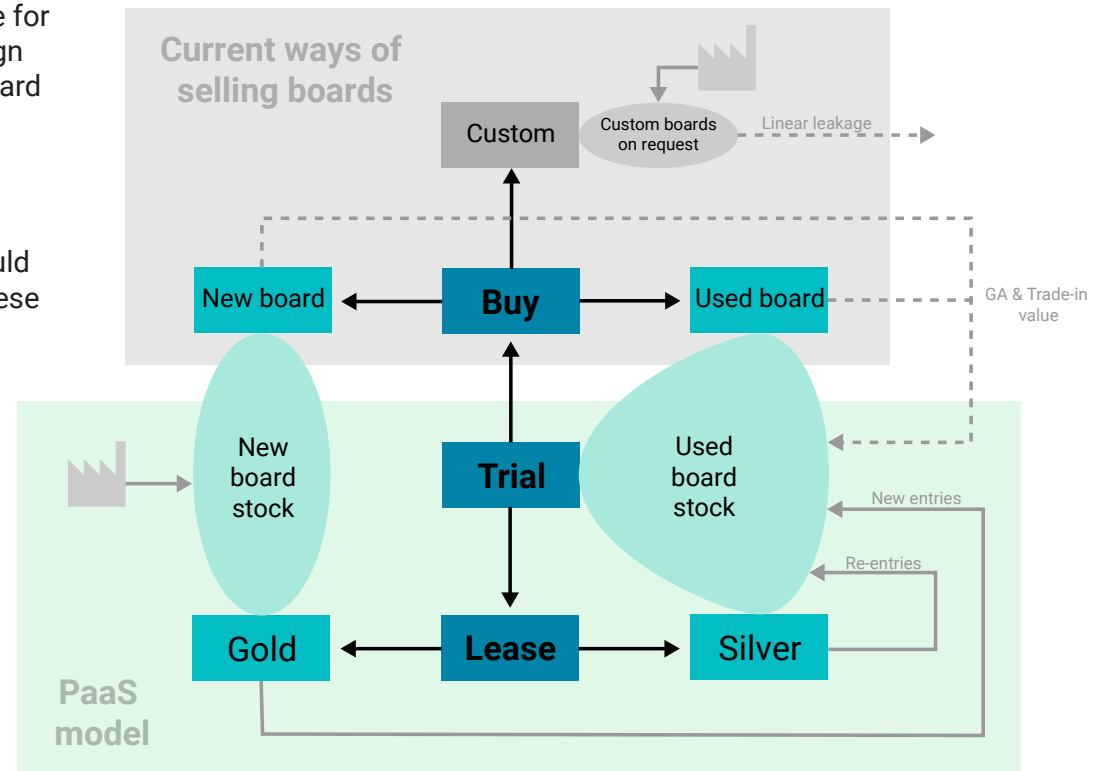 e for
gn
ard
uld
ese
Current ways of
selling boards
Custom
Custom boards
on request
Linear leakage
New board
Buy
Used board
GA & Trade-in
value
New
board
stock
Trial
Used
board
stock
New entries
Re-entries
Gold
Lease
Silver
PaaS
model